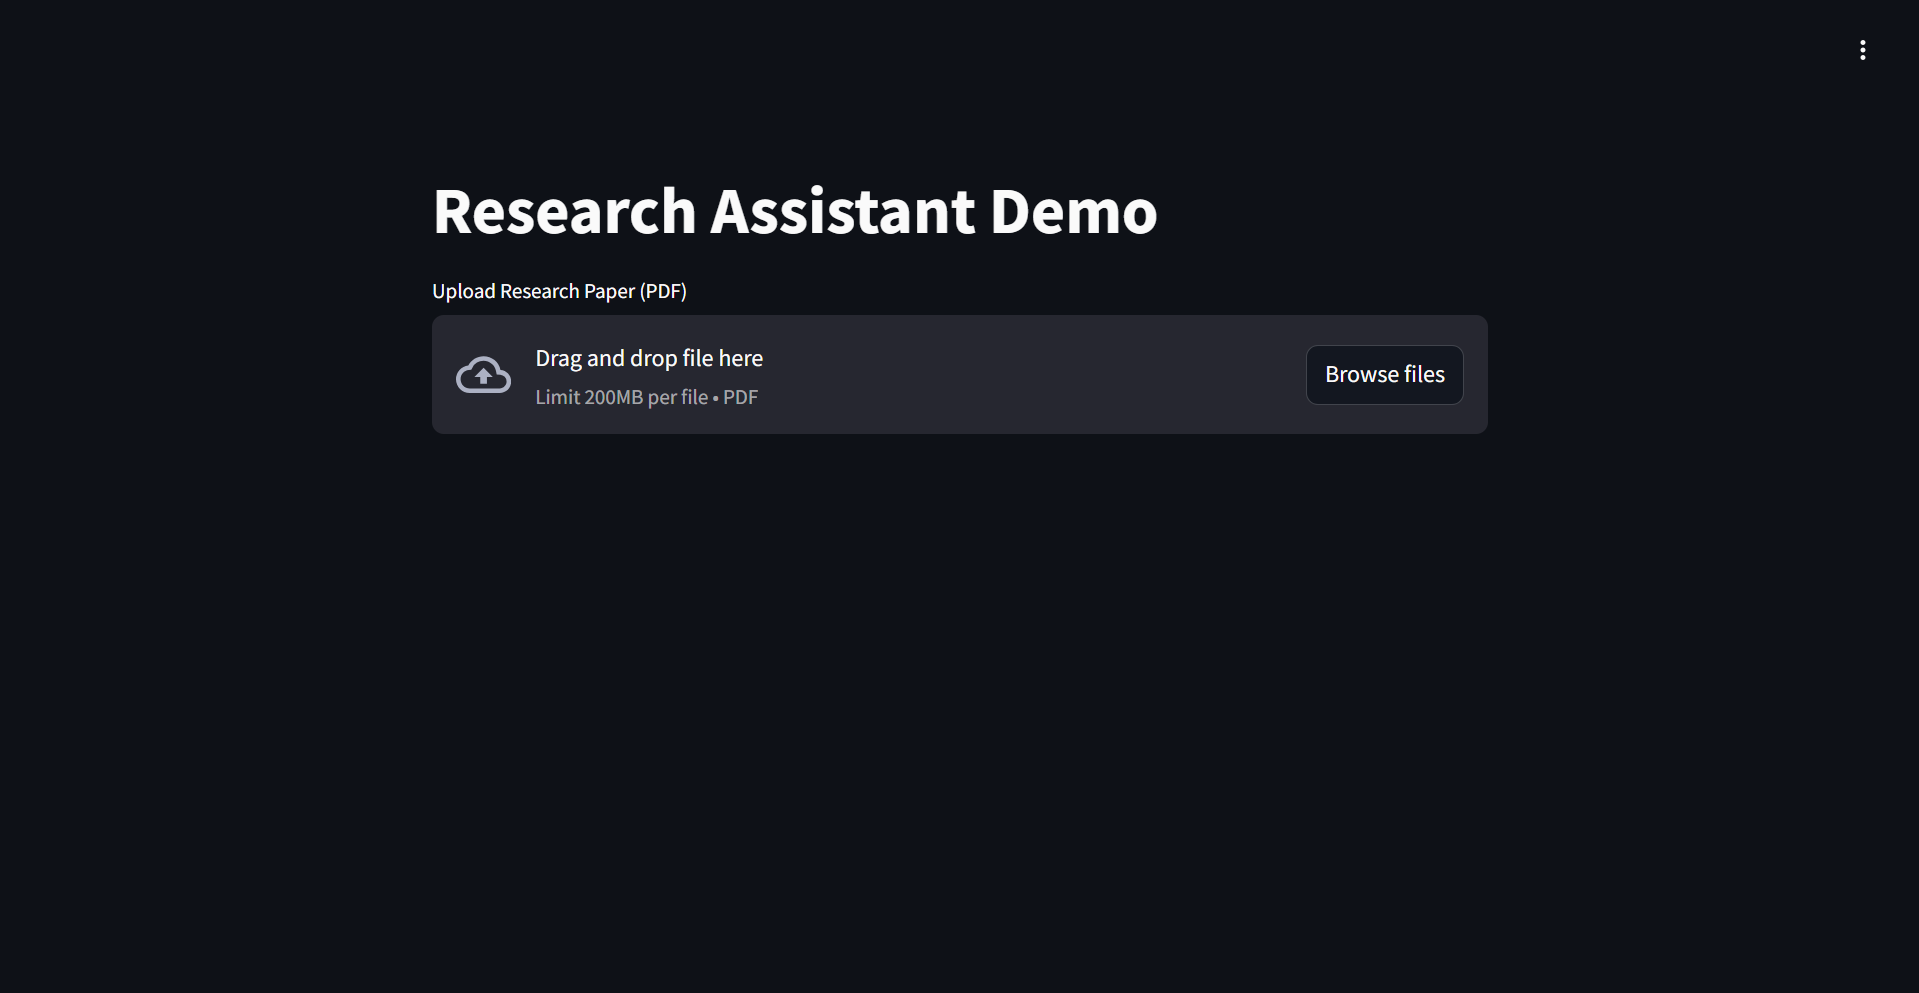 Research Assistant Demo
Upload Research Paper (PDF)
Drag and drop file here
Limit 200MB per file • PDF
Browse files